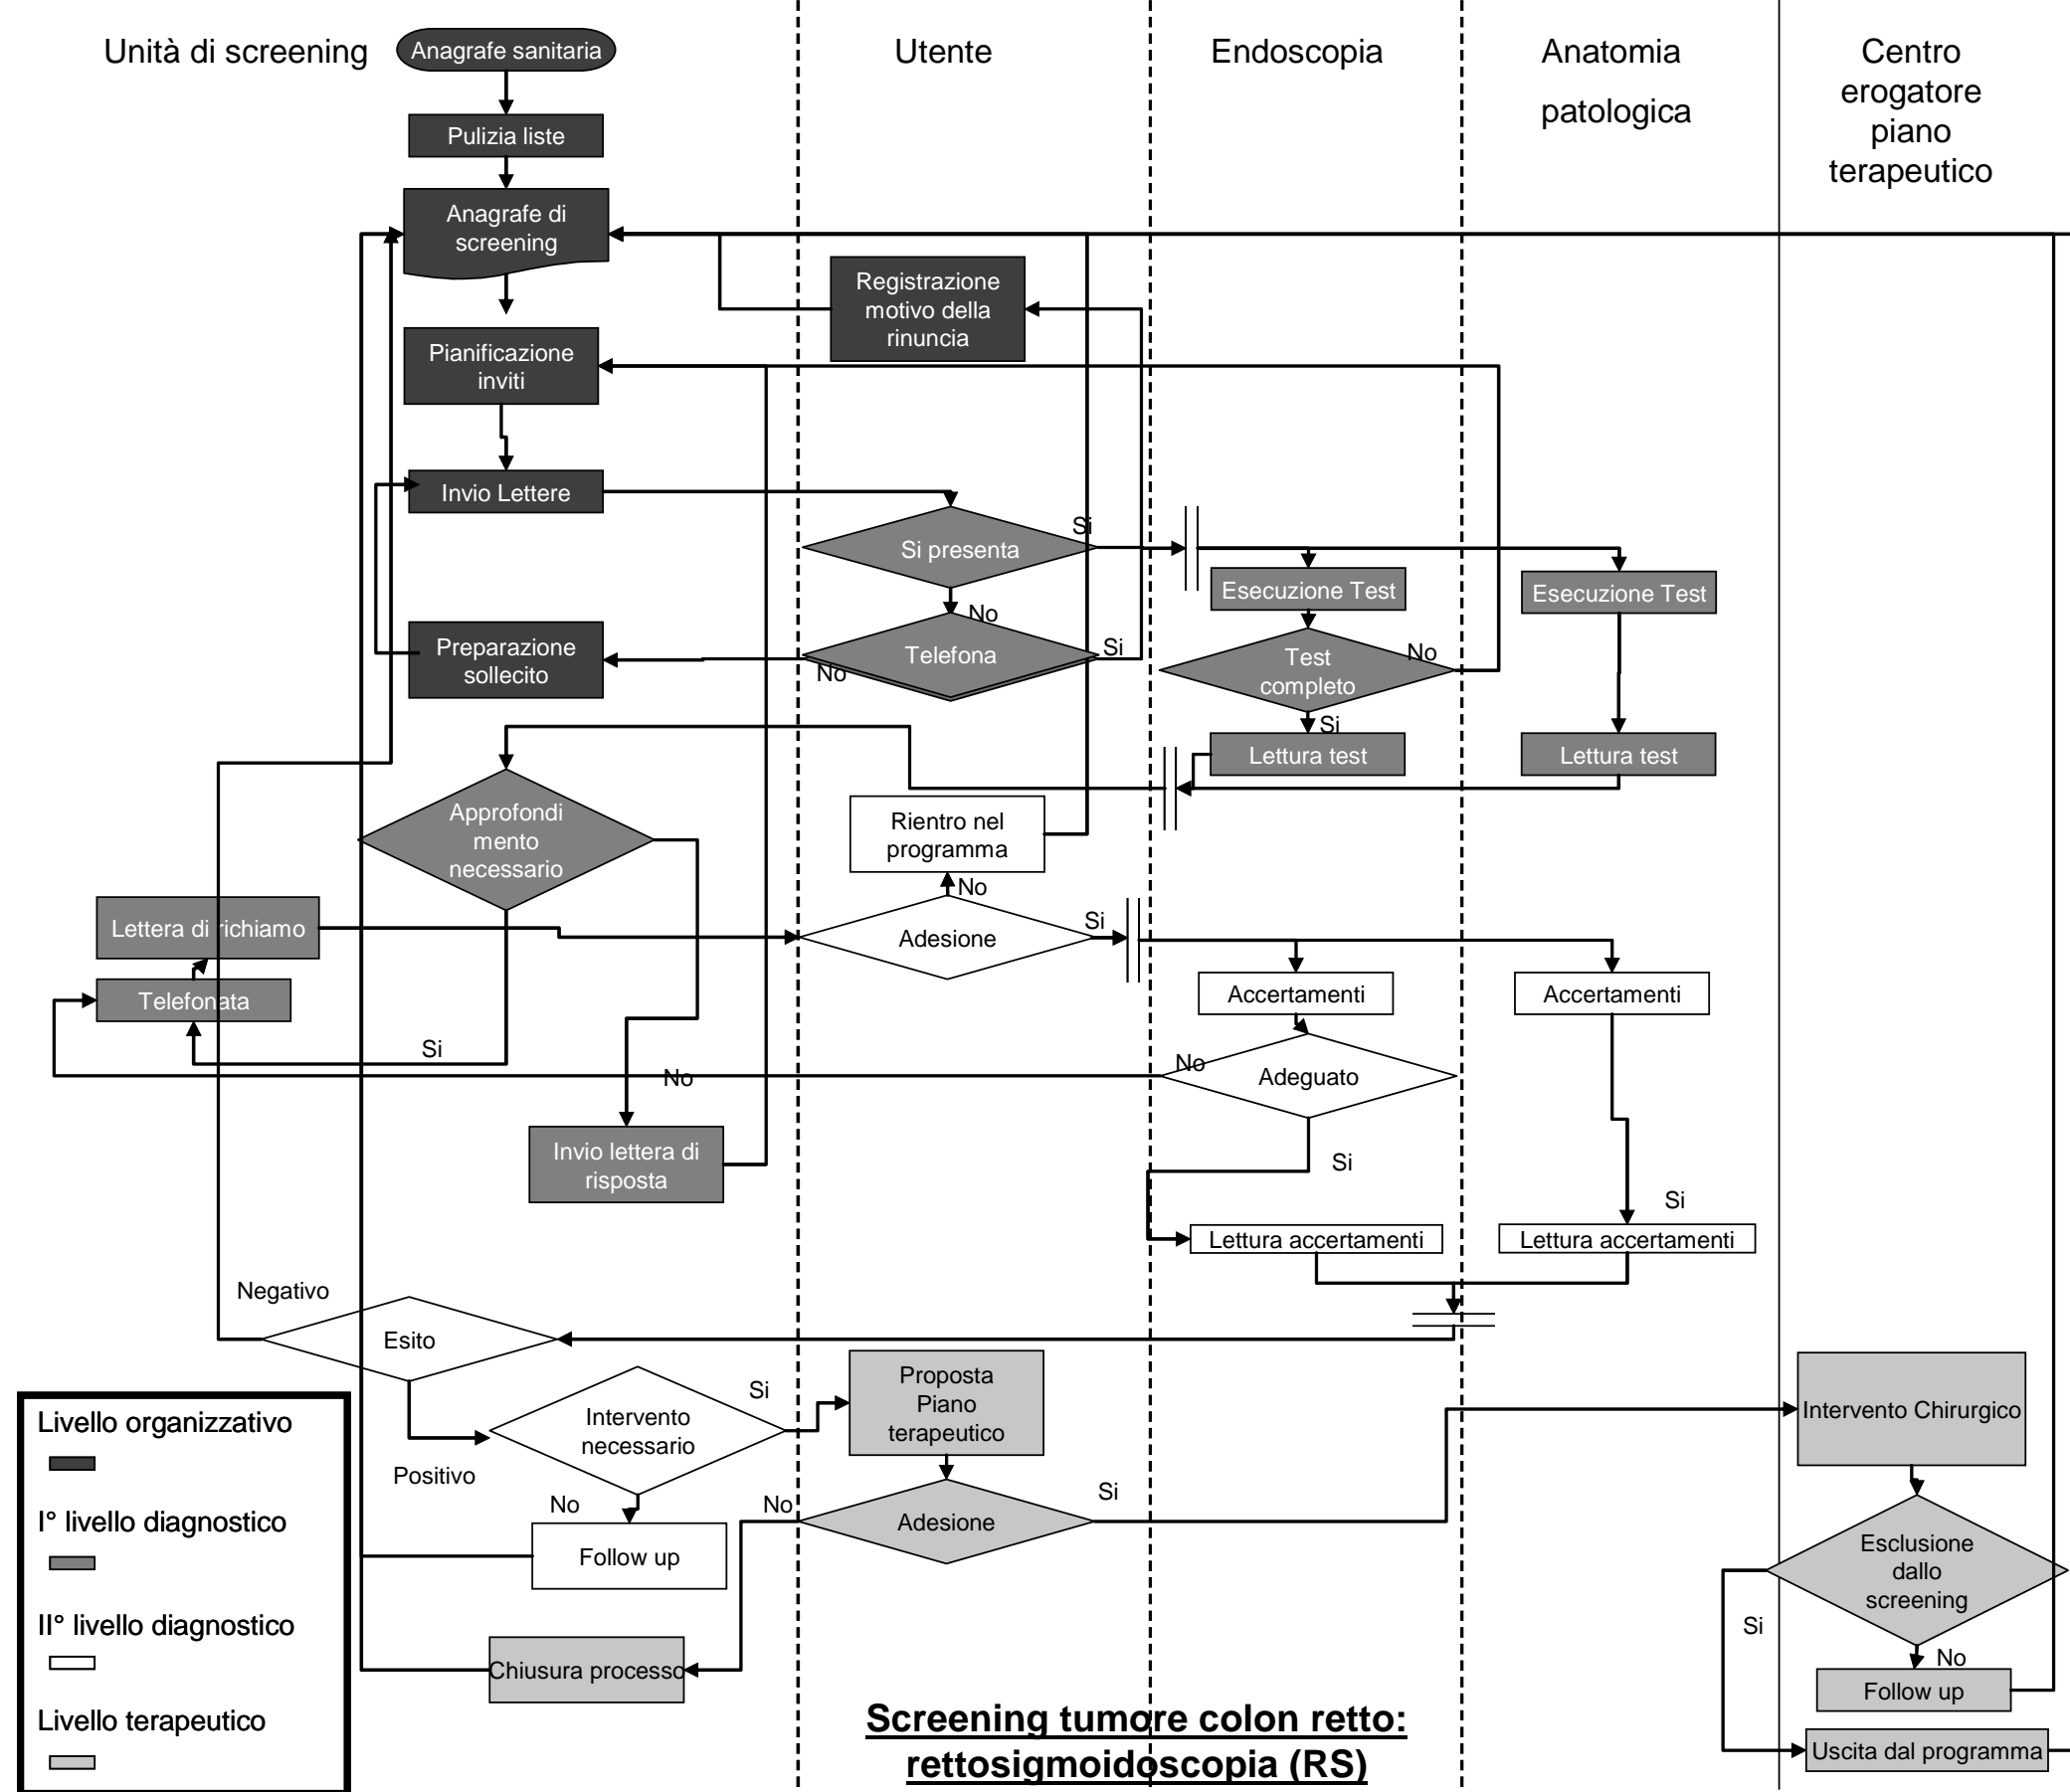 Unità di screening
Anagrafe sanitaria
Utente
Endoscopia
Anatomia
patologica
Centro
erogatore
piano
terapeutico
Pulizia liste
Anagrafe di
screening
Registrazione
motivo della
rinuncia
Pianificazione
inviti
Invio Lettere
Si presenta
Si
No
Esecuzione Test
Esecuzione Test
Preparazione
sollecito
Telefona
Si
No
Test
completo
No
Si
Lettura test
Lettura test
Approfondi
mento
necessario
Rientro nel
programma
No
Lettera di richiamo
Adesione
Si
Telefonata
Accertamenti
Accertamenti
Si
No
No
Adeguato
Invio lettera di
risposta
Si
Si
Lettura accertamenti
Lettura accertamenti
Negativo
Esito
Positivo
Intervento
necessario
Si
No
Proposta
Piano
terapeutico
Intervento Chirurgico
Follow up
No
Adesione
Si
Esclusione
dallo
screening
Si
No
Chiusura processo
Follow up
Uscita dal programma
Livello organizzativo
I° livello diagnostico
II° livello diagnostico
Livello terapeutico
Screening tumore colon retto:
rettosigmoidoscopia (RS)